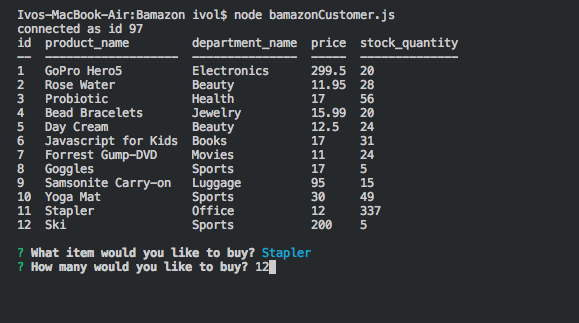 Ivos-MacBook-Air:Bamazon ivol$ node bamazonCustomer.js
connected as id 97
id  product_name         department_name  price  stock_quantity
--  -------------------  ---------------  -----  --------------
1   GoPro Hero5          Electronics      299.5  20
2   Rose Water           Beauty           11.95  28
3   Probiotic            Health           17     56
4   Bead Bracelets       Jewelry          15.99  20
5   Day Cream            Beauty           12.5   24
6   Javascript for Kids  Books            17     31
7   Forrest Gump-DVD     Movies           11     24
8   Goggles              Sports           17     5
9   Samsonite Carry-on   Luggage          95     15
10  Yoga Mat             Sports           30     49
11  Stapler              Office           12     337
12  Ski                  Sports           200    5
? What item would you like to buy? Stapler
? How many would you like to buy? 12